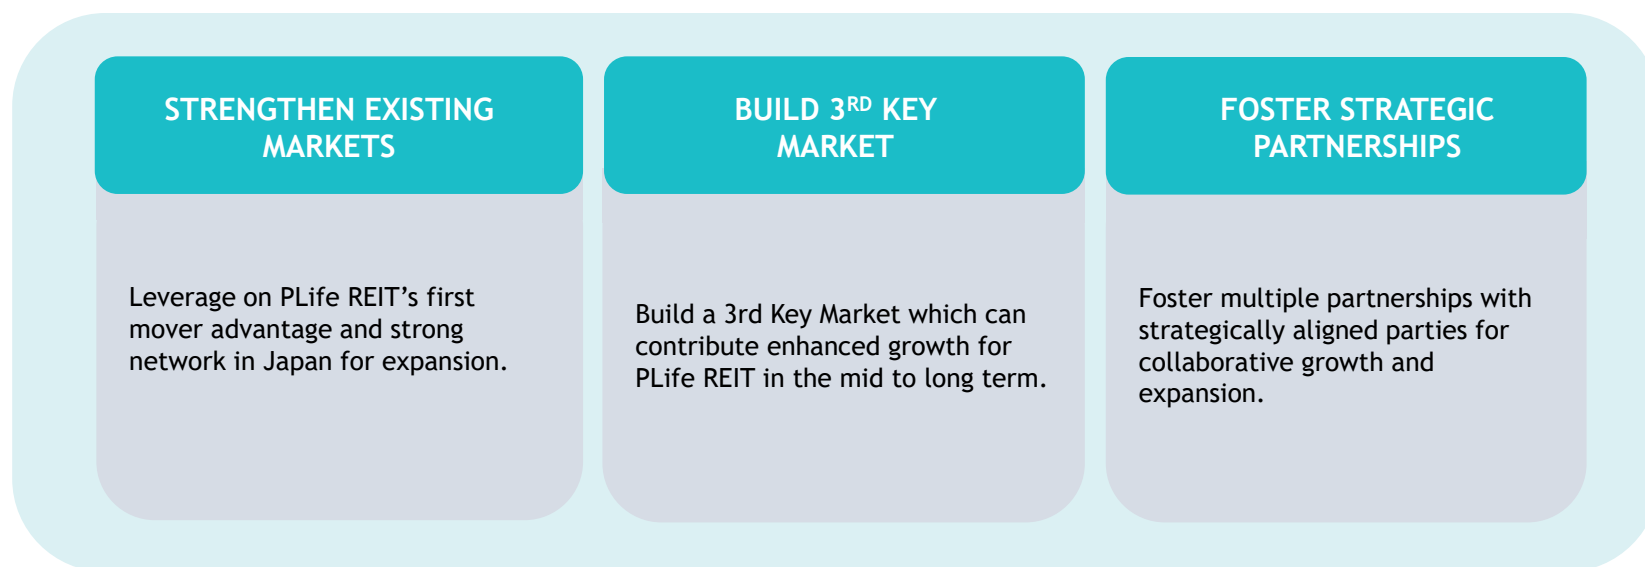 STRENGTHEN EXISTING
MARKETS
Leverage on PLife REIT’s first
mover advantage and strong
network in Japan for expansion.
BUILD 3RD KEY
MARKET
Build a 3rd Key Market which can
contribute enhanced growth for
PLife REIT in the mid to long term.
FOSTER STRATEGIC
PARTNERSHIPS
Foster multiple partnerships with
strategically aligned parties for
collaborative growth and
expansion.